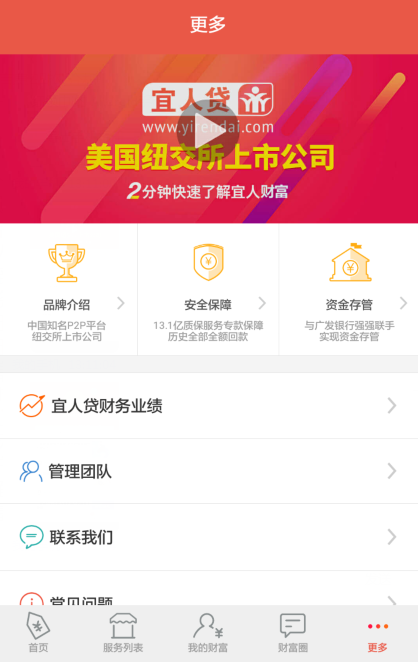 更多
宜人贷
www.yirendai.com
美国纽交所上市公司
2分钟快速了解宜人财富
品牌介绍
中国知名P2P平台
纽交所上市公司
安全保障
13.1亿质保服务专款保障
历史全部全额回款
资金存管
与广发银行强强联手
实现资金存管
宜人贷财务业绩
管理团队
联系我们
常见问题
首页
服务列表
我的财富
财富圈
更多